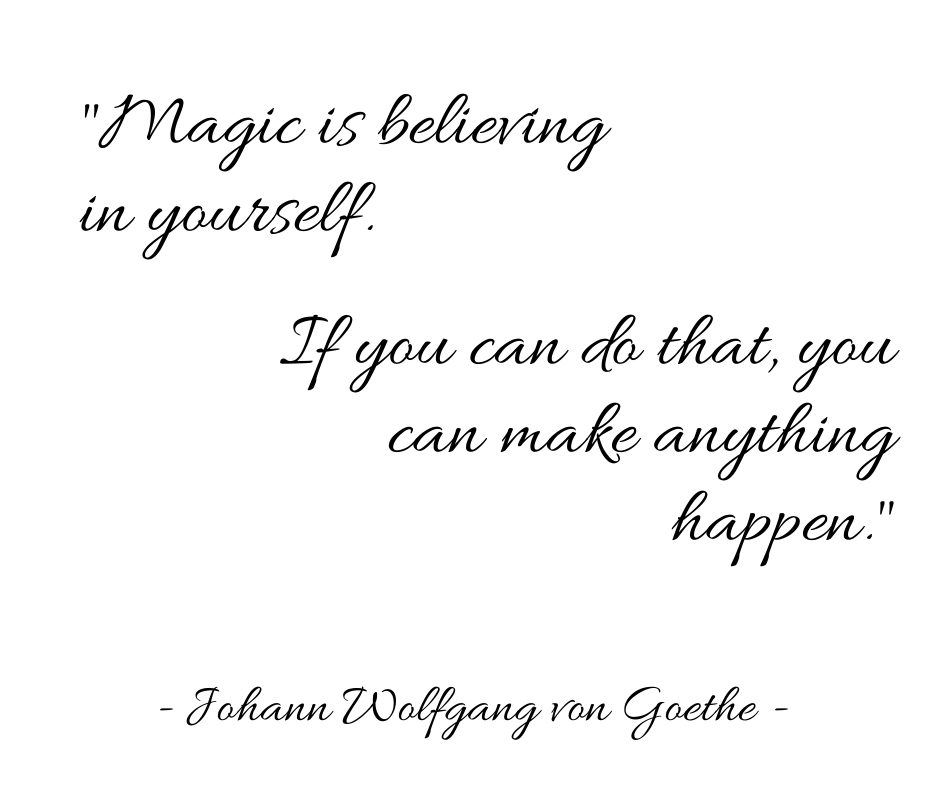 "Magic is believing
in yourself.
If you can do that, you
can make anything
happen."
- Johann Wolfgang von Goethe -